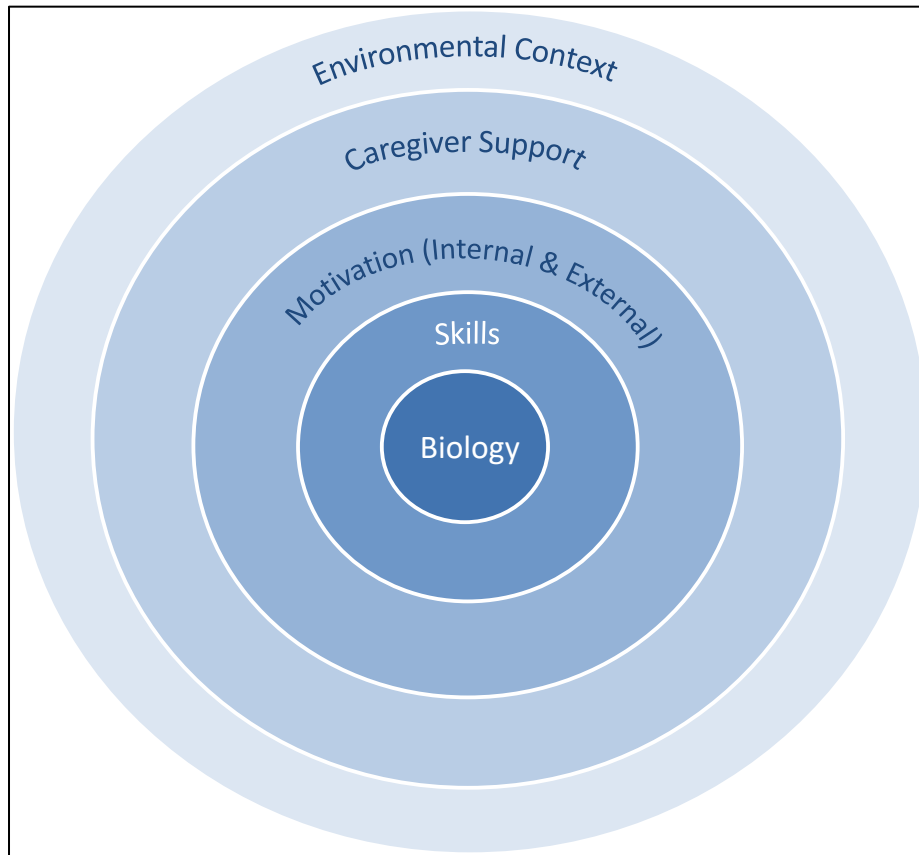 Environmental Context
Caregiver Support
Motivation (Internal & External)
Skills
Biology